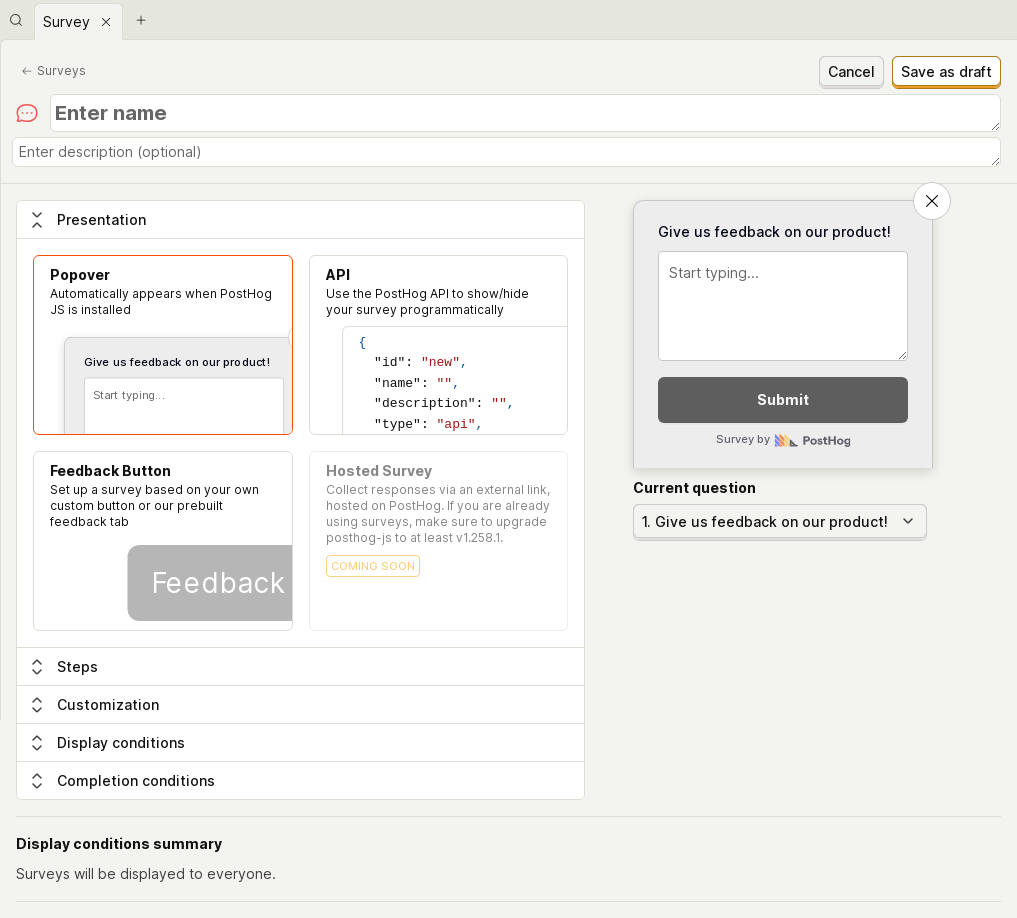 Survey
Surveys
Cancel
Save as draft
Enter name
Enter description (optional)
Presentation
Popover
Automatically appears when PostHog
JS is installed
Give us feedback on our product!
Start typing...
API
Use the PostHog API to show/hide
your survey programmatically
{
"id": "new",
"name": "",
"description": "",
"type": "api",
Feedback Button
Set up a survey based on your own
custom button or our prebuilt
feedback tab
Feedback
Hosted Survey
Collect responses via an external link,
hosted on PostHog. If you are already
using surveys, make sure to upgrade
posthog-js to at least v1.258.1.
COMING SOON
Steps
Customization
Display conditions
Completion conditions
Give us feedback on our product!
Start typing...
Submit
Survey by PostHog
Current question
1. Give us feedback on our product!
Display conditions summary
Surveys will be displayed to everyone.